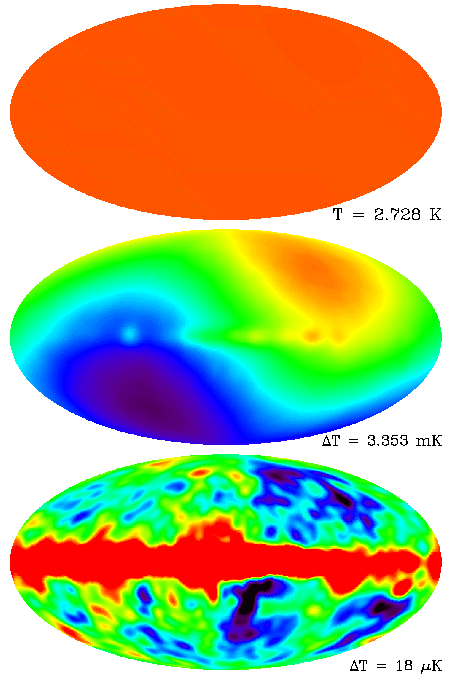 T = 2.728 K
ΔT = 3.353 mK
ΔT = 18 μK